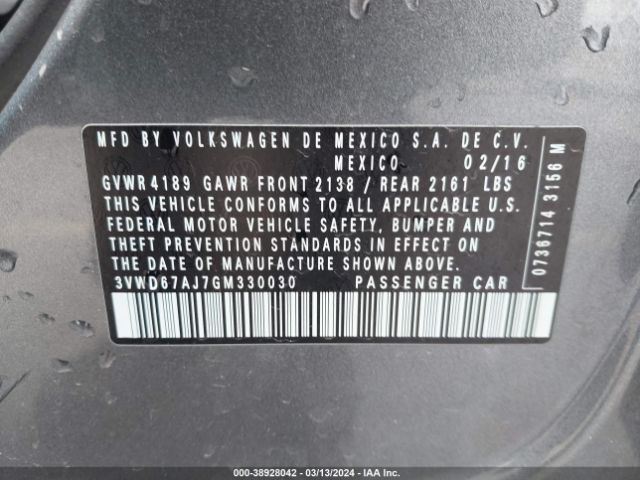 MFD BY VOLKSWAGEN DE MEXICO S.A. DE C.V.
MEXICO 02/16
GVWR 4189 GAWR FRONT 2138 / REAR 2161 LBS
THIS VEHICLE CONFORMS TO ALL APPLICABLE U.S.
FEDERAL MOTOR VEHICLE SAFETY, BUMPER AND
THEFT PREVENTION STANDARDS IN EFFECT ON
THE DATE OF MANUFACTURE SHOWN ABOVE.
3VWD67AJ7GM330030 PASSENGER CAR
0736714 3156 M
000-38928042 / 03/13/2024 - IAA Inc.